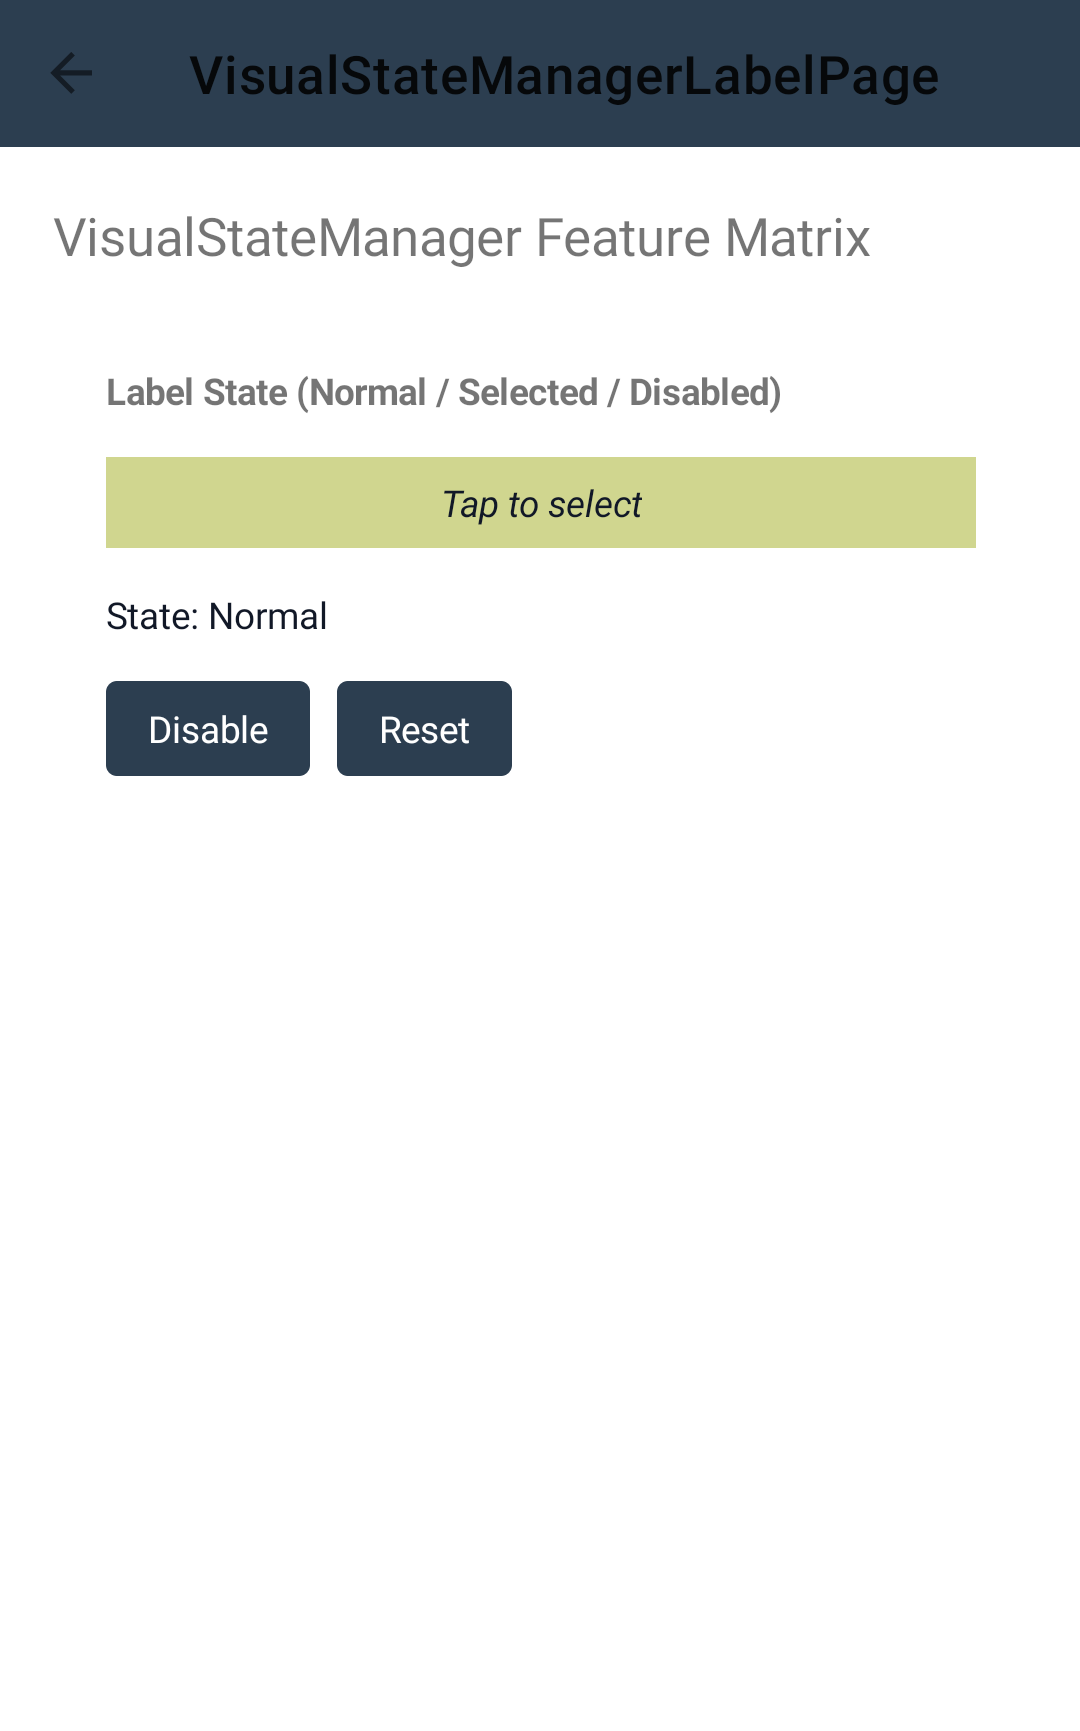 VisualStateManagerLabelPage
VisualStateManager Feature Matrix
Label State (Normal / Selected / Disabled)
Tap to select
State: Normal
Disable
Reset